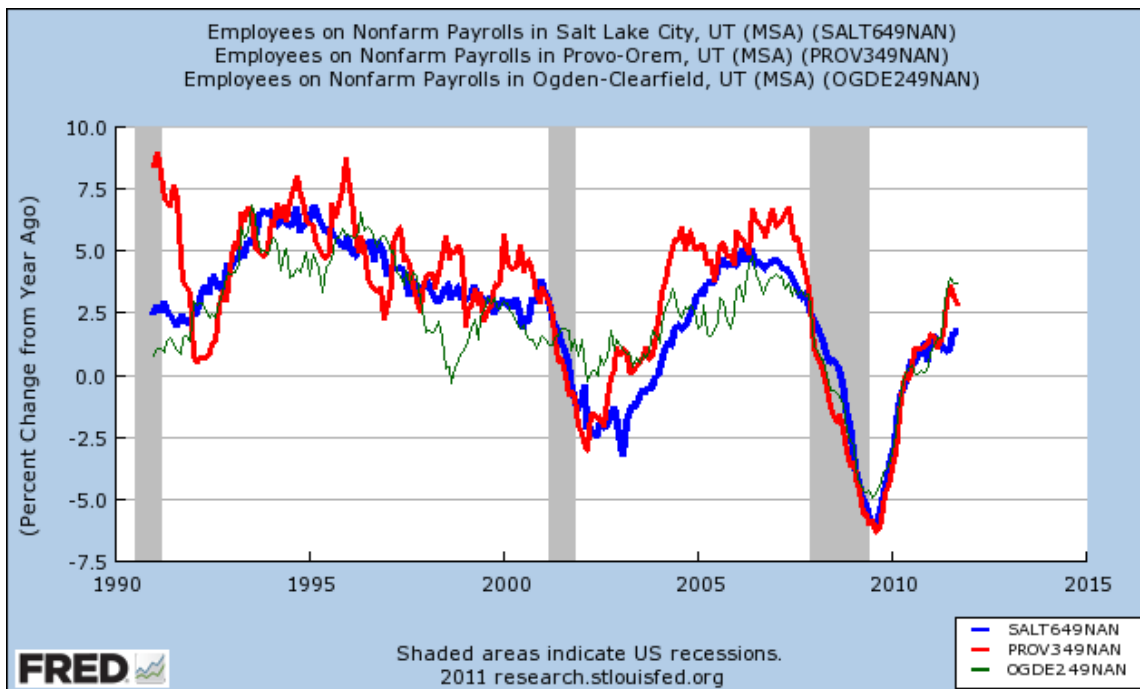 Employees on Nonfarm Payrolls in Salt Lake City, UT (MSA) (SALT649NAN)
Employees on Nonfarm Payrolls in Provo-Orem, UT (MSA) (PROV349NAN)
Employees on Nonfarm Payrolls in Ogden-Clearfield, UT (MSA) (OGDE249NAN)
(Percent Change from Year Ago)
10.0
7.5
5.0
2.5
0.0
-2.5
-5.0
-7.5
1990 1995 2000 2005 2010 2015
SALT649NAN
PROV349NAN
OGDE249NAN
FRED
Shaded areas indicate US recessions.
2011 research.stlouisfed.org